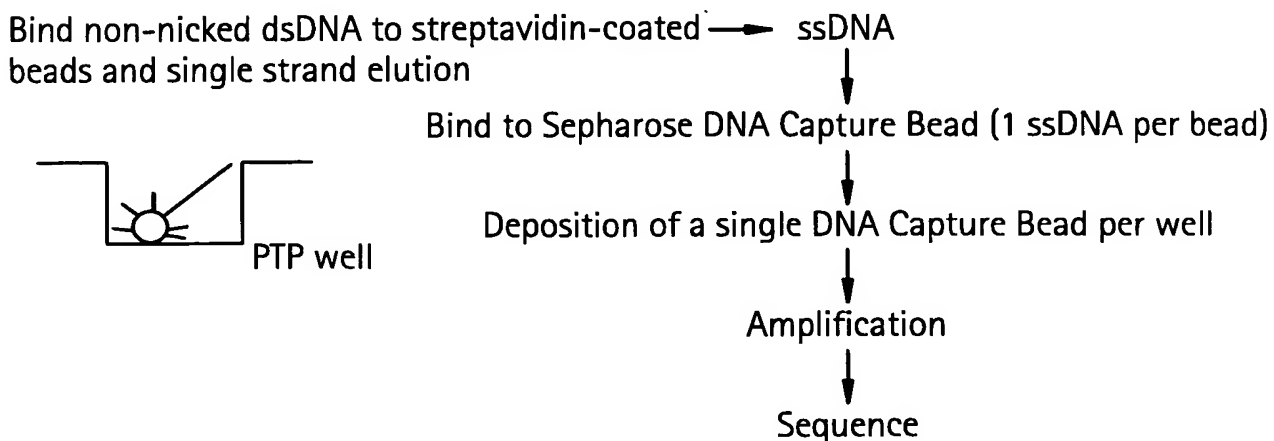 Bind non-nicked dsDNA to streptavidin-coated
beads and single strand elution
ssDNA
Bind to Sepharose DNA Capture Bead (1 ssDNA per bead)
Deposition of a single DNA Capture Bead per well
PTP well
Amplification
Sequence